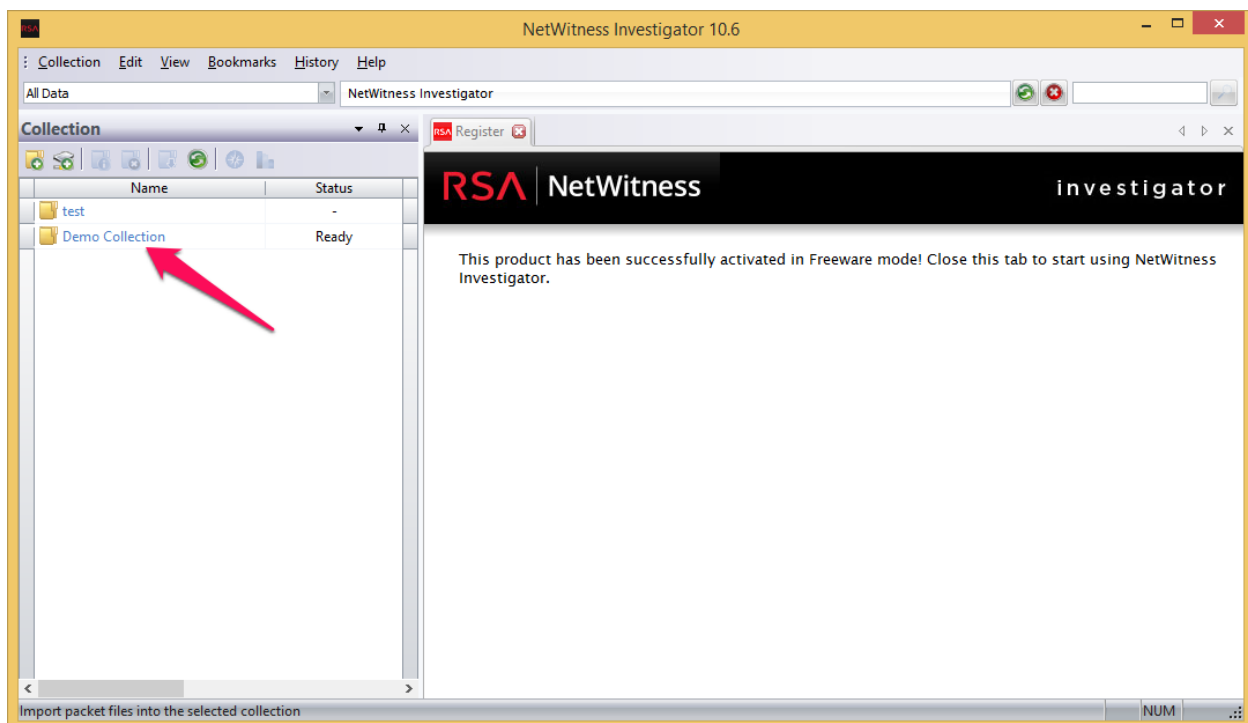 RSA
NetWitness Investigator 10.6
Collection Edit View Bookmarks History Help
All Data
NetWitness Investigator
Collection
RSA Register
Name Status
test -
Demo Collection Ready
RSA NetWitness
investigator
This product has been successfully activated in Freeware mode! Close this tab to start using NetWitness
Investigator.
Import packet files into the selected collection
NUM